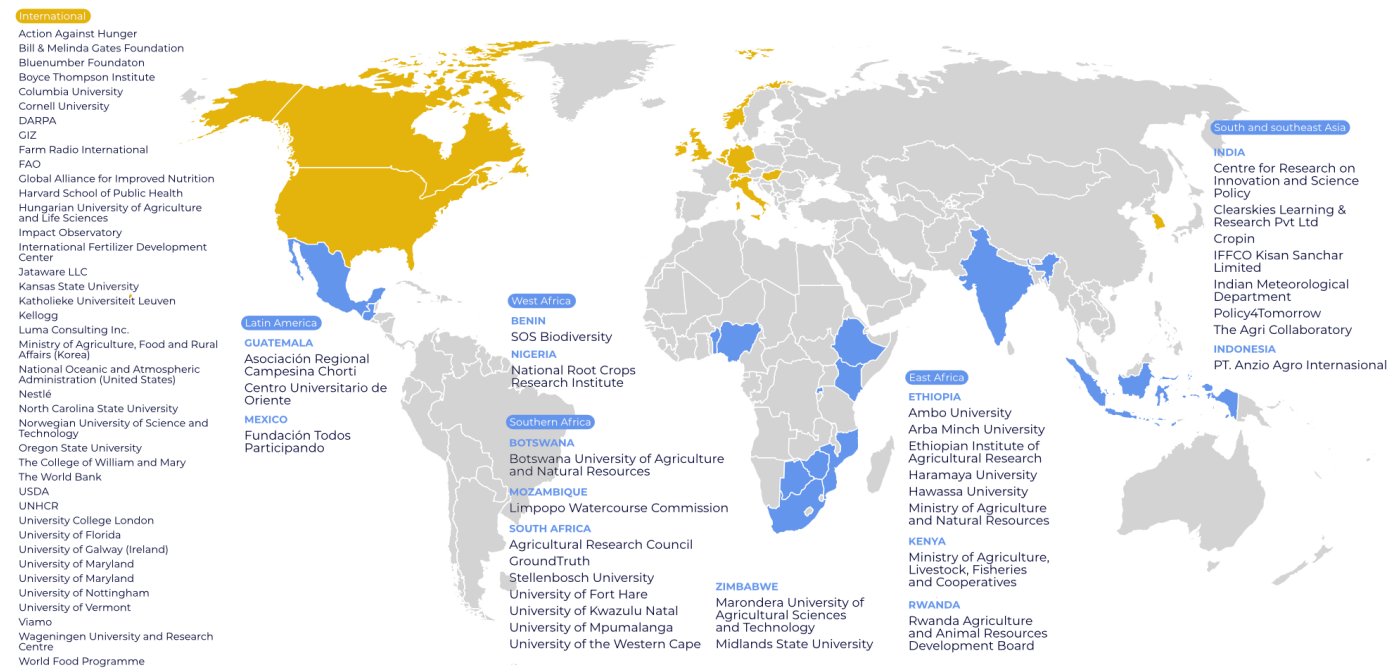 International
Action Against Hunger
Bill & Melinda Gates Foundation
Bluenumber Foundaton
Boyce Thompson Institute
Columbia University
Cornell University
DARPA
GIZ
Farm Radio International
FAO
Global Alliance for Improved Nutrition
Harvard School of Public Health
Hungarian University of Agriculture
and Life Sciences
Impact Observatory
International Fertilizer Development
Center
Jataware LLC
Kansas State University
Katholieke Universiteit Leuven
Kellogg
Luma Consulting Inc.
Ministry of Agriculture, Food and Rural
Affairs (Korea)
National Oceanic and Atmospheric
Administration (United States)
Nestlé
North Carolina State University
Norwegian University of Science and
Technology
Oregon State University
The College of William and Mary
The World Bank
USDA
UNHCR
University College London
University of Florida
University of Galway (Ireland)
University of Maryland
University of Maryland
University of Nottingham
University of Vermont
Viamo
Wageningen University and Research
Centre
World Food Programme
Latin America
GUATEMALA
Asociación Regional
Campesina Chorti
Centro Universitario de
Oriente
MEXICO
Fundación Todos
Participando
West Africa
BENIN
SOS Biodiversity
NIGERIA
National Root Crops
Research Institute
Southern Africa
BOTSWANA
Botswana University of Agriculture
and Natural Resources
MOZAMBIQUE
Limpopo Watercourse Commission
SOUTH AFRICA
Agricultural Research Council
GroundTruth
Stellenbosch University
University of Fort Hare
University of Kwazulu Natal
University of Mpumalanga
University of the Western Cape
ZIMBABWE
Marondera University of
Agricultural Sciences
and Technology
Midlands State University
East Africa
ETHIOPIA
Ambo University
Arba Minch University
Ethiopian Institute of
Agricultural Research
Haramaya University
Hawassa University
Ministry of Agriculture
and Natural Resources
KENYA
Ministry of Agriculture,
Livestock, Fisheries
and Cooperatives
RWANDA
Rwanda Agriculture
and Animal Resources
Development Board
South and southeast Asia
INDIA
Centre for Research on
Innovation and Science
Policy
Clearskies Learning &
Research Pvt Ltd
Cropin
IFFCO Kisan Sanchar
Limited
Indian Meteorological
Department
Policy4Tomorrow
The Agri Collaboratory
INDONESIA
PT. Anzio Agro Internasional